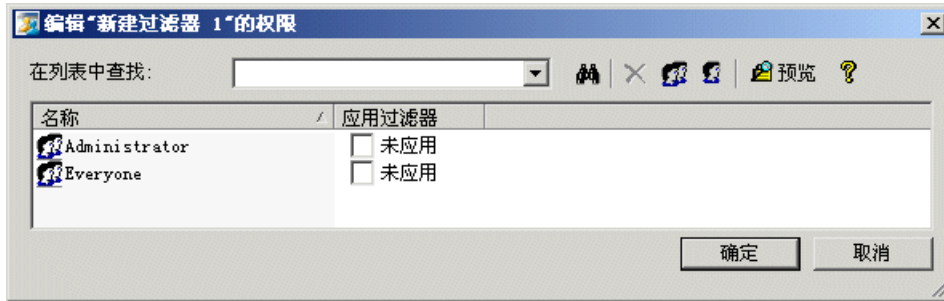 编辑“新建过滤器 1”的权限
在列表中查找:
预览
名称 应用过滤器
Administrator 未应用
Everyone 未应用
确定 取消